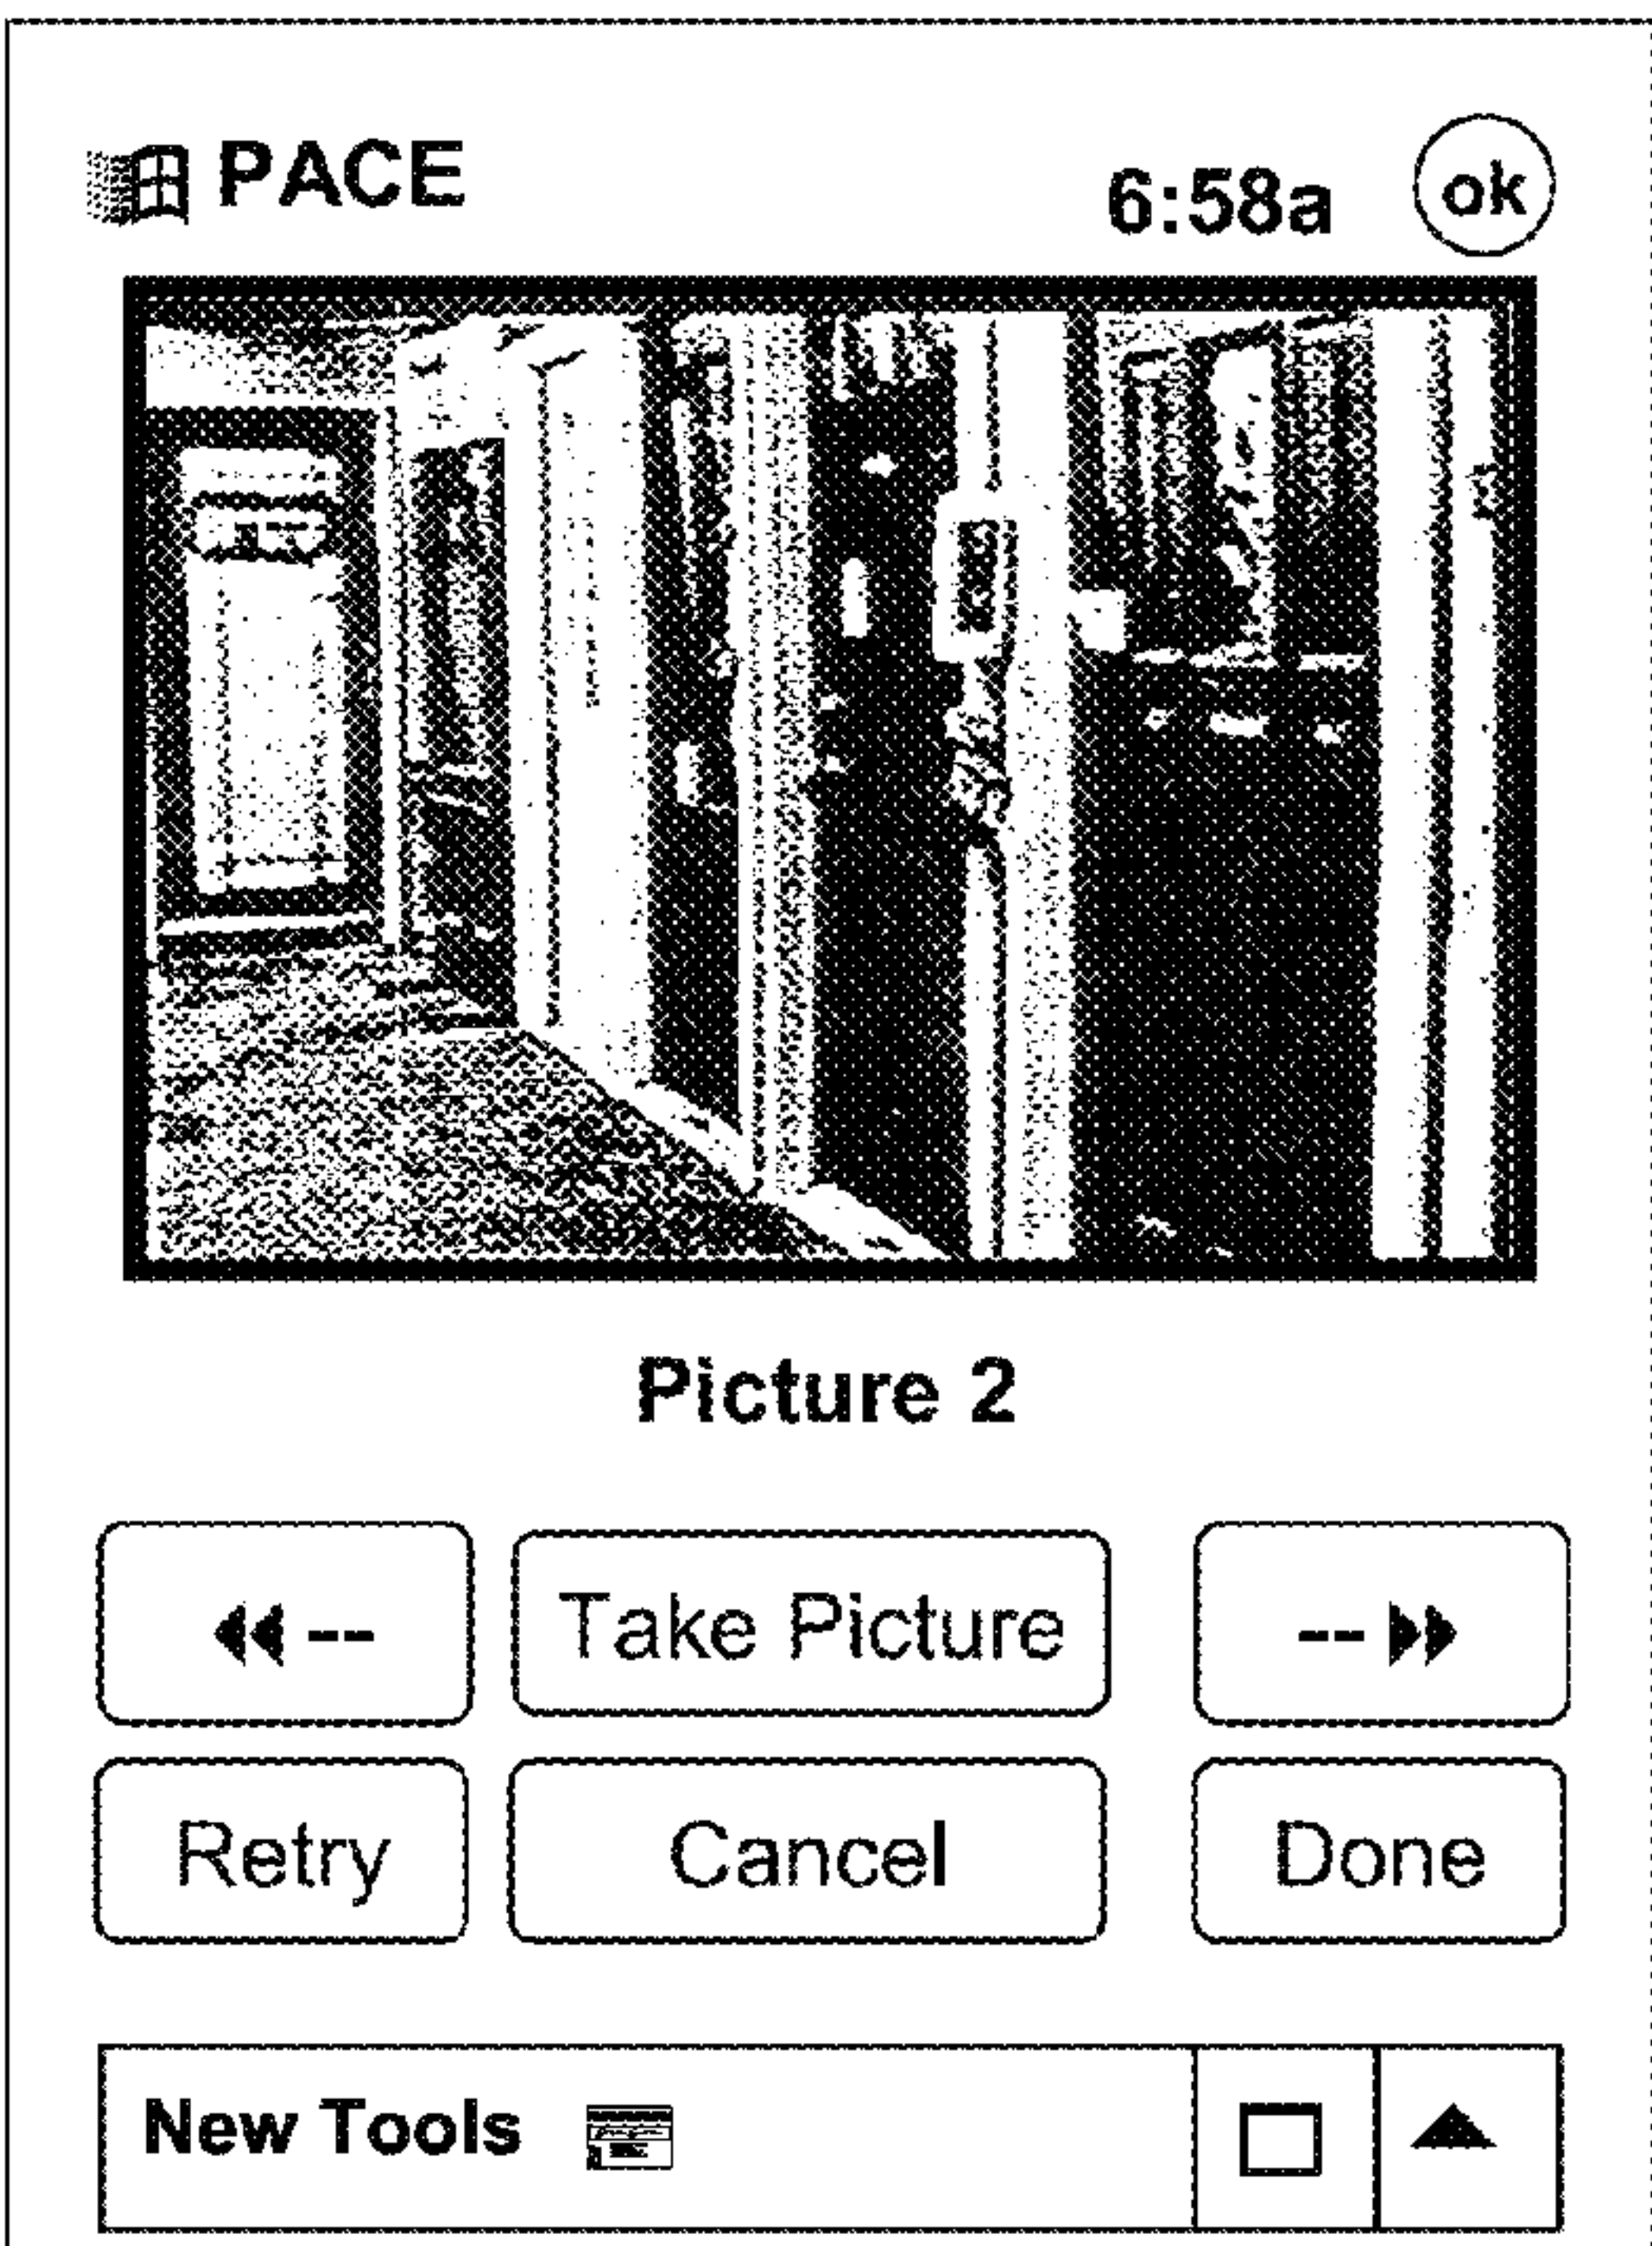 PACE 6:58a ok
Picture 2
◀◀ -- Take Picture -- ▶▶
Retry Cancel Done
New Tools